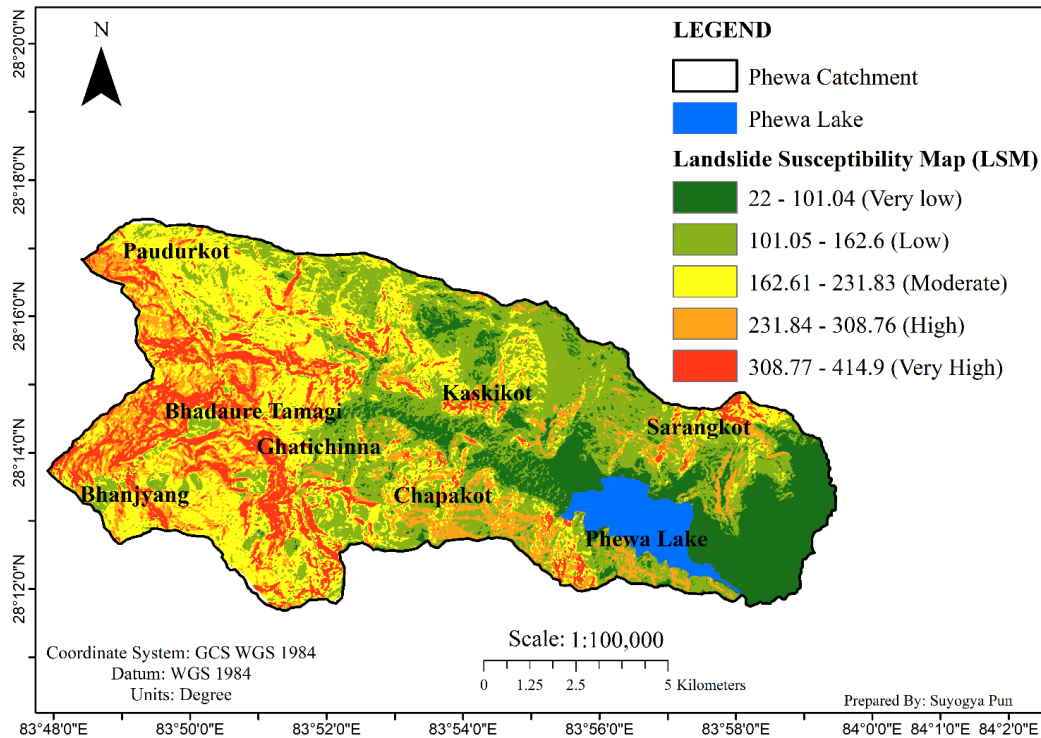 N
LEGEND
Phewa Catchment
Phewa Lake
Landslide Susceptibility Map (LSM)
22 - 101.04 (Very low)
101.05 - 162.6 (Low)
162.61 - 231.83 (Moderate)
231.84 - 308.76 (High)
308.77 - 414.9 (Very High)
28°20'0"N
28°18'0"N
28°16'0"N
28°14'0"N
28°12'0"N
Paudurkot
Kaskikot
Bhadaure Tamagi
Sarangkot
Ghatichinna
Bhanjyang
Chapakot
Phewa Lake
Coordinate System: GCS WGS 1984
Datum: WGS 1984
Units: Degree
Scale: 1:100,000
0 1.25 2.5 5 Kilometers
Prepared By: Suyogya Pun
83°48'0"E 83°50'0"E 83°52'0"E 83°54'0"E 83°56'0"E 83°58'0"E 84°0'0"E 84°2'0"E